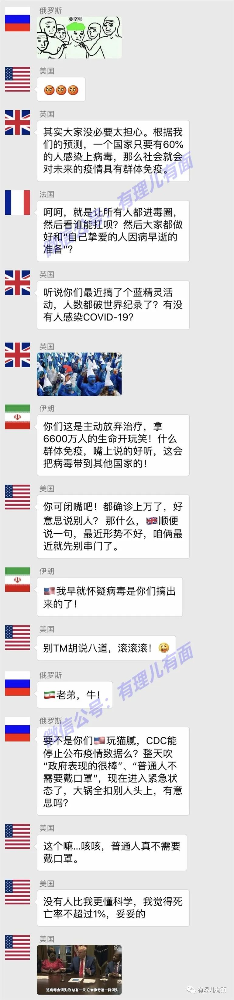 俄罗斯
要坚强
美国
英国
其实大家没必要太担心。根据我
们的预测，一个国家只要有60%
的人感染上病毒，那么社会就会
对未来的疫情具有群体免疫。
法国
呵呵，就是让所有人都进毒圈，
然后看谁能扛呗？然后大家都做
好和“自己挚爱的人因病早逝的
准备”？
微信公号：有理儿有面
英国
听说你们最近搞了个蓝精灵活
动，人数都破世界纪录了？有没
有人感染COVID-19？
英国
伊朗
你们这是主动放弃治疗，拿
6600万人的生命开玩笑！什么
群体免疫，嘴上说的好听，这会
把病毒带到其他国家的！
美国
你可闭嘴吧！都确诊上万了，好
意思说别人？ 那什么，🇬🇧顺便
说一句，最近形势不好，咱俩最
近就先别串门了。
伊朗
🇺🇸我早就怀疑病毒是你们搞出
来的了！
美国
别TM胡说八道，滚滚滚！
俄罗斯
🇮🇷老弟，牛！
微信公号：有理儿有面
俄罗斯
要不是你们🇺🇸玩猫腻，CDC能
停止公布疫情数据么？整天吹
“政府表现的很棒”、“普通人不
需要戴口罩”，现在进入紧急状
态了，大锅全扣别人头上，有意
思吗？
美国
这个嘛...咳咳，普通人真不需要
戴口罩。
美国
没有人比我更懂科学，我觉得死
亡率不超过1%，妥妥的
美国
这病毒会消失的 总有一天 它会像奇迹一样消失
有理儿有面